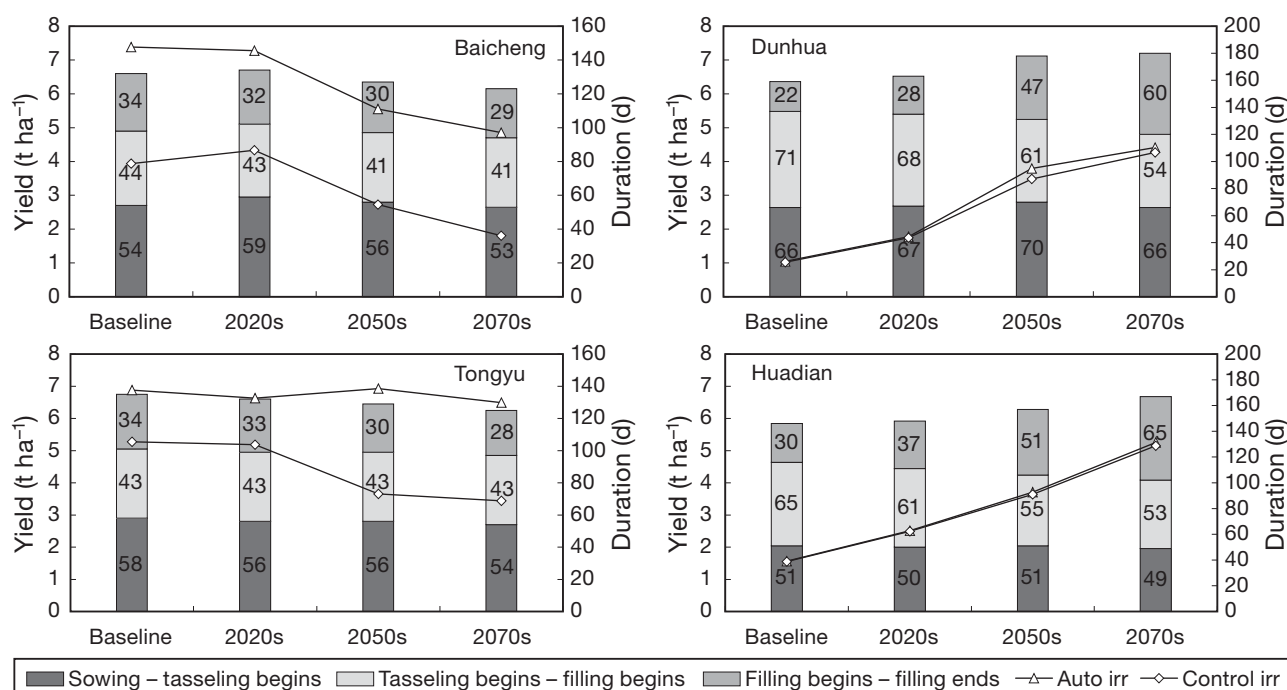 Baicheng
Yield (t ha⁻¹)
8
7
6
5
4
3
2
1
0
34 32 30 29
44 43 41 41
54 59 56 53
160
140
120
100
80
60
40
20
0
Duration (d)
Baseline 2020s 2050s 2070s
Dunhua
Yield (t ha⁻¹)
8
7
6
5
4
3
2
1
0
22 28 47 60
71 68 61 54
66 67 70 66
200
180
160
140
120
100
80
60
40
20
0
Duration (d)
Baseline 2020s 2050s 2070s
Tongyu
Yield (t ha⁻¹)
8
7
6
5
4
3
2
1
0
34 33 30 28
43 43 43 43
58 56 56 54
160
140
120
100
80
60
40
20
0
Duration (d)
Baseline 2020s 2050s 2070s
Huadian
Yield (t ha⁻¹)
8
7
6
5
4
3
2
1
0
30 37 51 65
65 61 55 53
51 50 51 49
200
180
160
140
120
100
80
60
40
20
0
Duration (d)
Baseline 2020s 2050s 2070s
Sowing – tasseling begins Tasseling begins – filling begins Filling begins – filling ends Auto irr Control irr